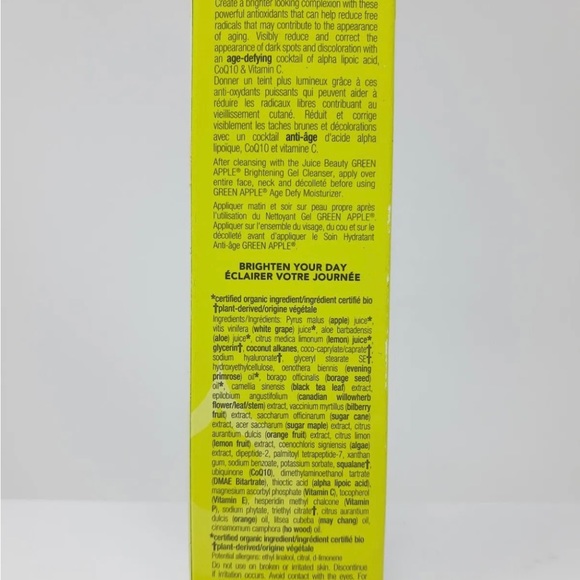 Create a brighter looking complexion with these
powerful antioxidants that can help reduce free
radicals that may contribute to the appearance
of aging. Visibly reduce and correct the
appearance of dark spots and discoloration with
an age-defying cocktail of alpha lipoic acid,
CoQ10 & Vitamin C.
Donner un teint plus lumineux grâce à ces
anti-oxydants puissants qui peuvent aider à
réduire les radicaux libres contribuant au
vieillissement cutané. Réduit et corrige
visiblement les taches brunes et décolorations
avec un cocktail anti-âge d'acide alpha
lipoïque, CoQ10 et vitamine C.
After cleansing with the Juice Beauty GREEN
APPLE® Brightening Gel Cleanser, apply over
entire face, neck and décolleté before using
GREEN APPLE® Age Defy Moisturizer.
Appliquer matin et soir sur peau propre après
l'utilisation du Nettoyant Gel GREEN APPLE®.
Appliquer sur l'ensemble du visage, du cou et sur le
décolleté avant d'appliquer le Soin Hydratant
Anti-âge GREEN APPLE®.
BRIGHTEN YOUR DAY
ÉCLAIRER VOTRE JOURNÉE
*certified organic ingredient/ingrédient certifié bio
†plant-derived/origine végétale
Ingredients/Ingrédients: Pyrus malus (apple) juice*,
vitis vinifera (white grape) juice*, aloe barbadensis
(aloe) juice*, citrus medica limonum (lemon) juice*,
glycerin†, coconut alkanes, coco-caprylate/caprate†,
sodium hyaluronate†, glyceryl stearate SE†,
hydroxyethylcellulose, oenothera biennis (evening
primrose) oil*, borago officinalis (borage seed)
oil*, camellia sinensis (black tea leaf) extract,
epilobium angustifolium (canadian willowherb
flower/leaf/stem) extract, vaccinium myrtillus (bilberry
fruit) extract, saccharum officinarum (sugar cane)
extract, acer saccharum (sugar maple) extract, citrus
aurantium dulcis (orange fruit) extract, citrus limon
(lemon fruit) extract, coenochloris signiensis (algae)
extract, dipeptide-2, palmitoyl tetrapeptide-7, xanthan
gum, sodium benzoate, potassium sorbate, squalane†,
ubiquinone (CoQ10), dimethylaminoethanol tartrate
(DMAE Bitartrate), thioctic acid (alpha lipoic acid),
magnesium ascorbyl phosphate (Vitamin C), tocopherol
(Vitamin E), hesperidin methyl chalcone (Vitamin
P), sodium phytate, triethyl citrate†, citrus aurantium
dulcis (orange) oil, litsea cubeba (may chang) oil,
cinnamomum camphora (ho wood) oil.
*certified organic ingredient/ingrédient certifié bio
†plant-derived/origine végétale
Potential allergens: ethyl linalool, citral, d-limonene
Do not use on broken or irritated skin. Discontinue
if irritation occurs. Avoid contact with the eyes. For